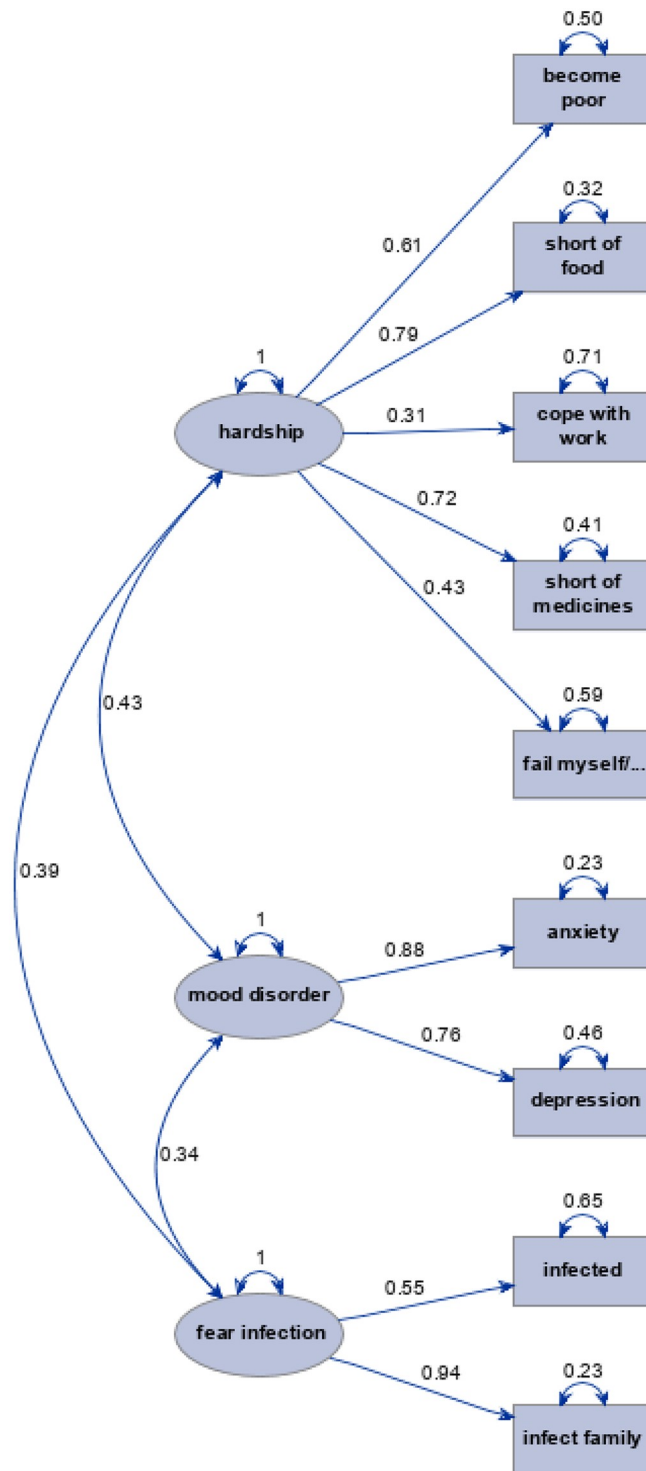 0.50
become
poor
0.32
0.61
short of
food
0.79
1
0.71
hardship
0.31
cope with
work
0.72
0.41
short of
medicines
0.43
0.59
0.43
fail myself/...
0.39
0.23
1
anxiety
0.88
mood disorder
0.76
0.46
depression
0.34
0.65
1
infected
0.55
fear infection
0.94
0.23
infect family